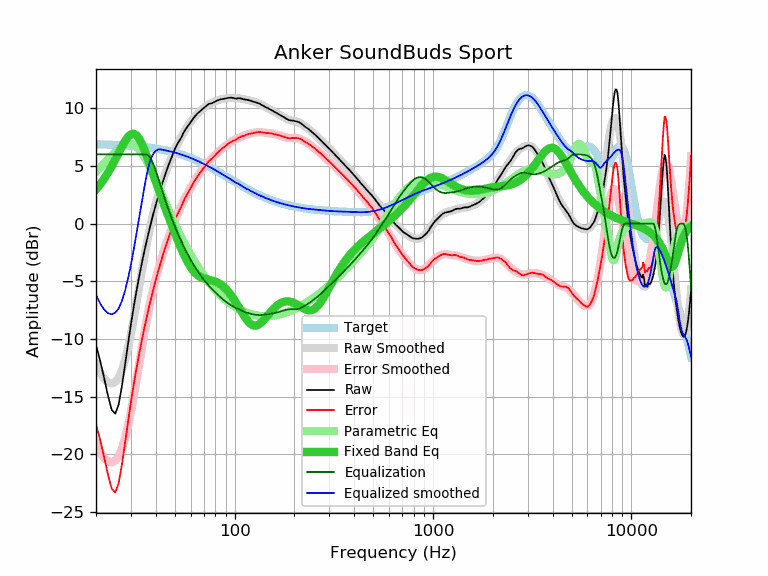 Anker SoundBuds Sport
Amplitude (dBr)
10
5
0
−5
−10
−15
−20
−25
Target
Raw Smoothed
Error Smoothed
Raw
Error
Parametric Eq
Fixed Band Eq
Equalization
Equalized smoothed
100
1000
10000
Frequency (Hz)